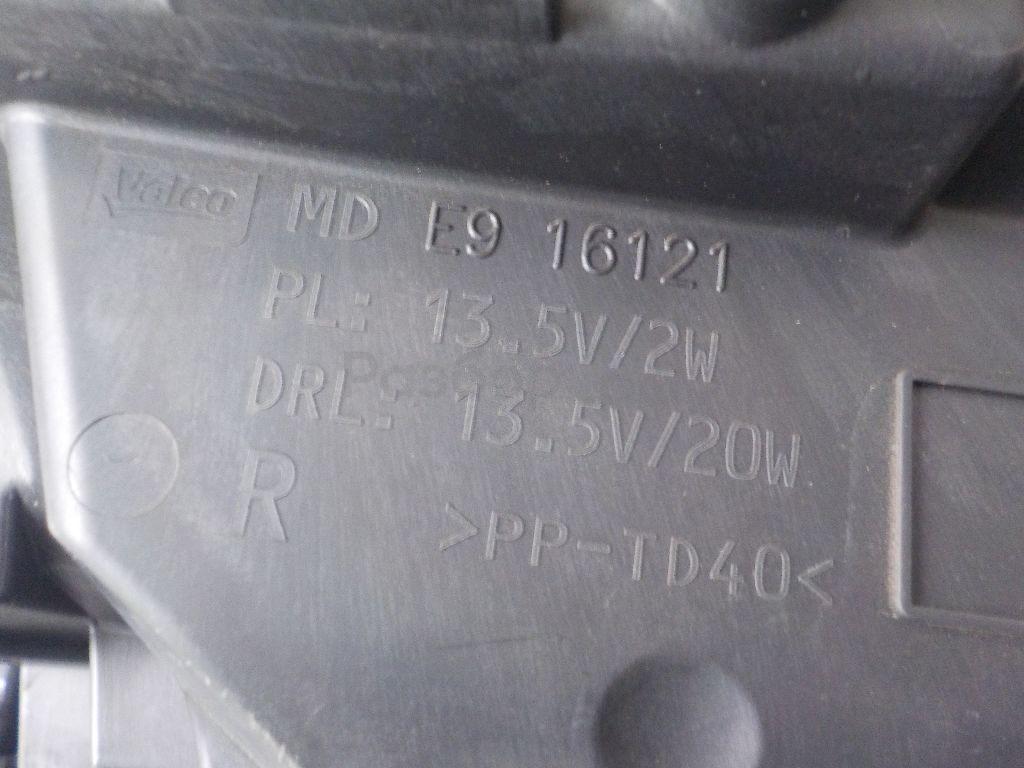 Valeo MD E9 16121
PL: 13.5V/2W
DRL: 13.5V/20W
R
>PP-TD40<